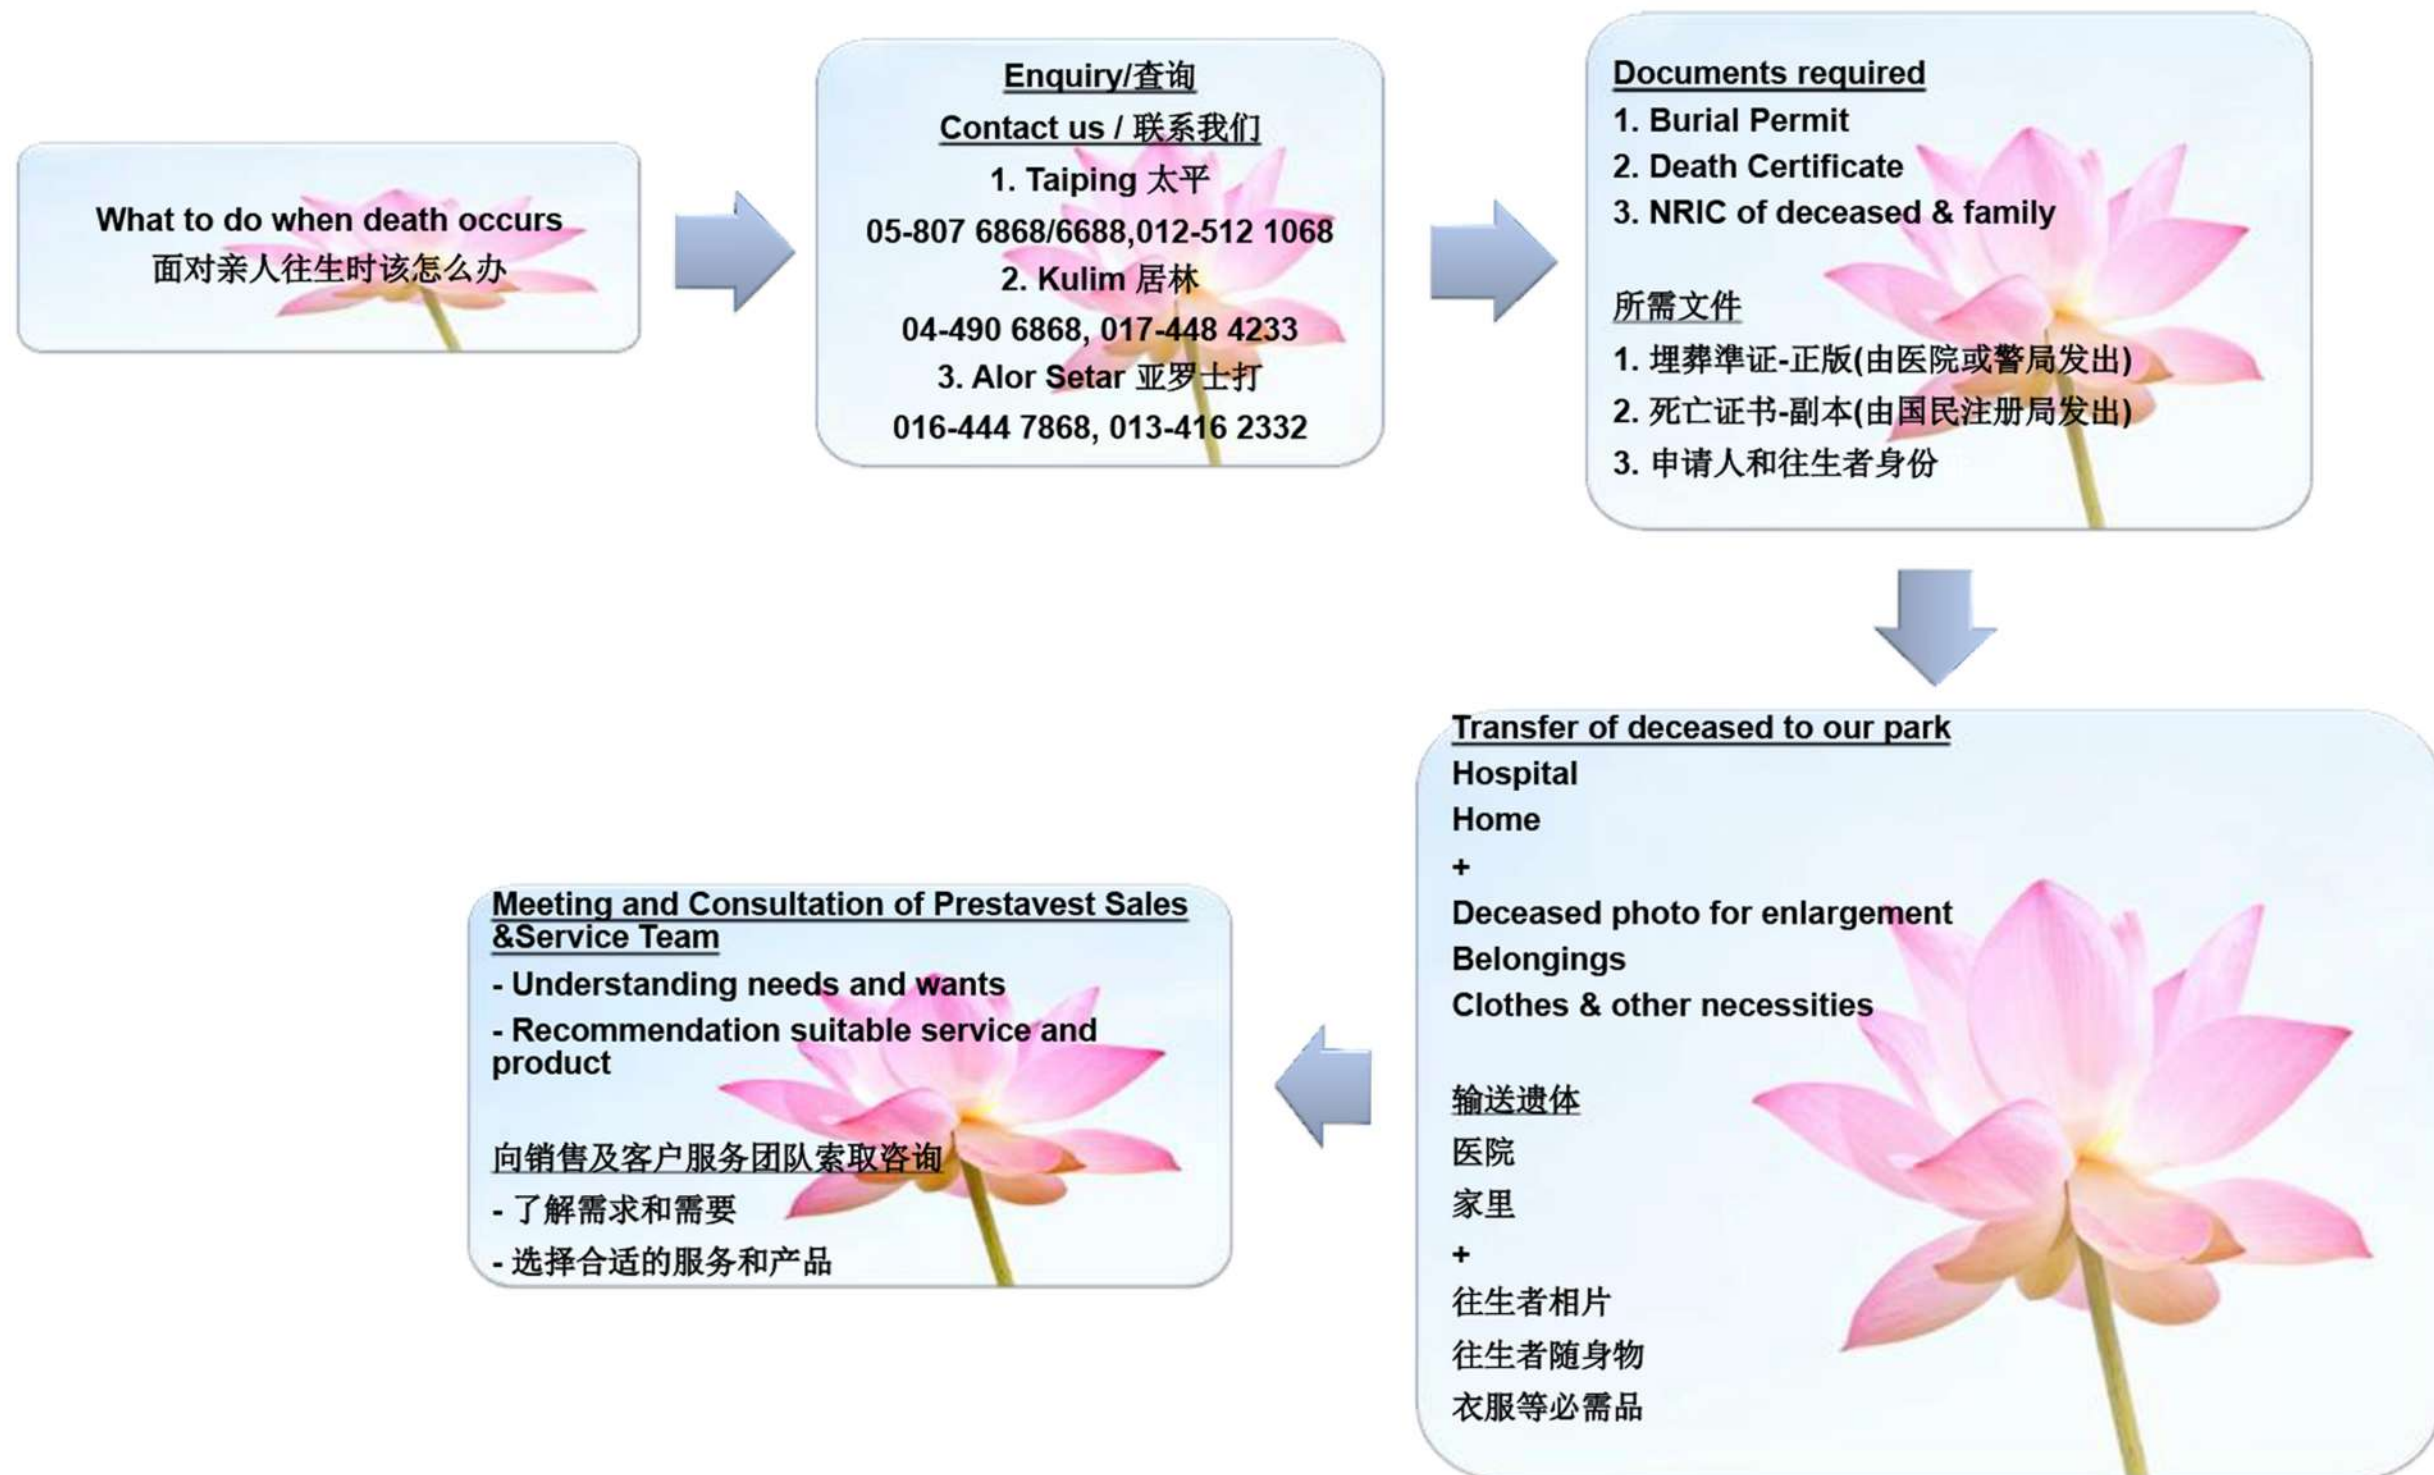 What to do when death occurs
面对亲人往生时该怎么办
Enquiry/查询
Contact us / 联系我们
1. Taiping 太平
05-807 6868/6688,012-512 1068
2. Kulim 居林
04-490 6868, 017-448 4233
3. Alor Setar 亚罗士打
016-444 7868, 013-416 2332
Documents required
1. Burial Permit
2. Death Certificate
3. NRIC of deceased & family
所需文件
1. 埋葬準证-正版(由医院或警局发出)
2. 死亡证书-副本(由国民注册局发出)
3. 申请人和往生者身份
Transfer of deceased to our park
Hospital
Home
+
Deceased photo for enlargement
Belongings
Clothes & other necessities
输送遗体
医院
家里
+
往生者相片
往生者随身物
衣服等必需品
Meeting and Consultation of Prestavest Sales
&Service Team
- Understanding needs and wants
- Recommendation suitable service and
product
向销售及客户服务团队索取咨询
- 了解需求和需要
- 选择合适的服务和产品